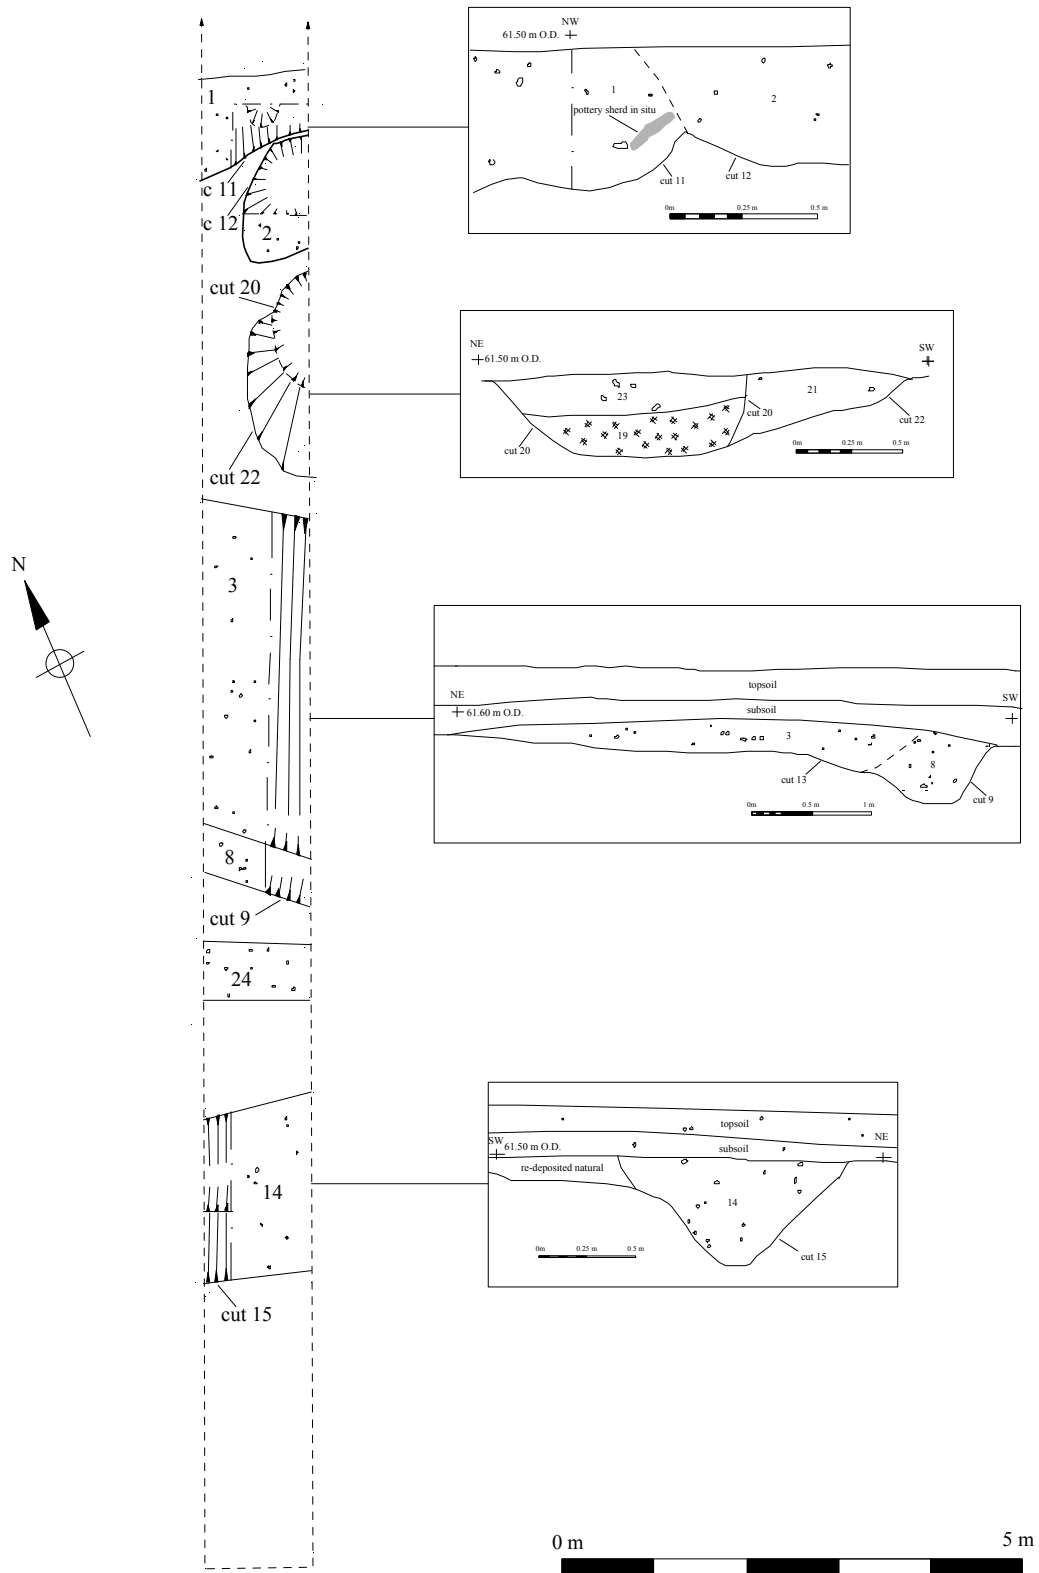 1
c 11
c 12
2
cut 20
cut 22
N
3
8
cut 9
24
14
cut 15
NW
61.50 m O.D.
1
2
pottery sherd in situ
cut 11
cut 12
0m 0.25 m 0.5 m
NE
61.50 m O.D.
SW
23
21
cut 20
19
cut 20
cut 22
0m 0.25 m 0.5 m
topsoil
NE
SW
61.60 m O.D.
subsoil
3
8
cut 13
cut 9
0m 0.5 m 1 m
topsoil
SW
61.50 m O.D.
NE
subsoil
re-deposited natural
14
cut 15
0m 0.25 m 0.5 m
0 m 5 m